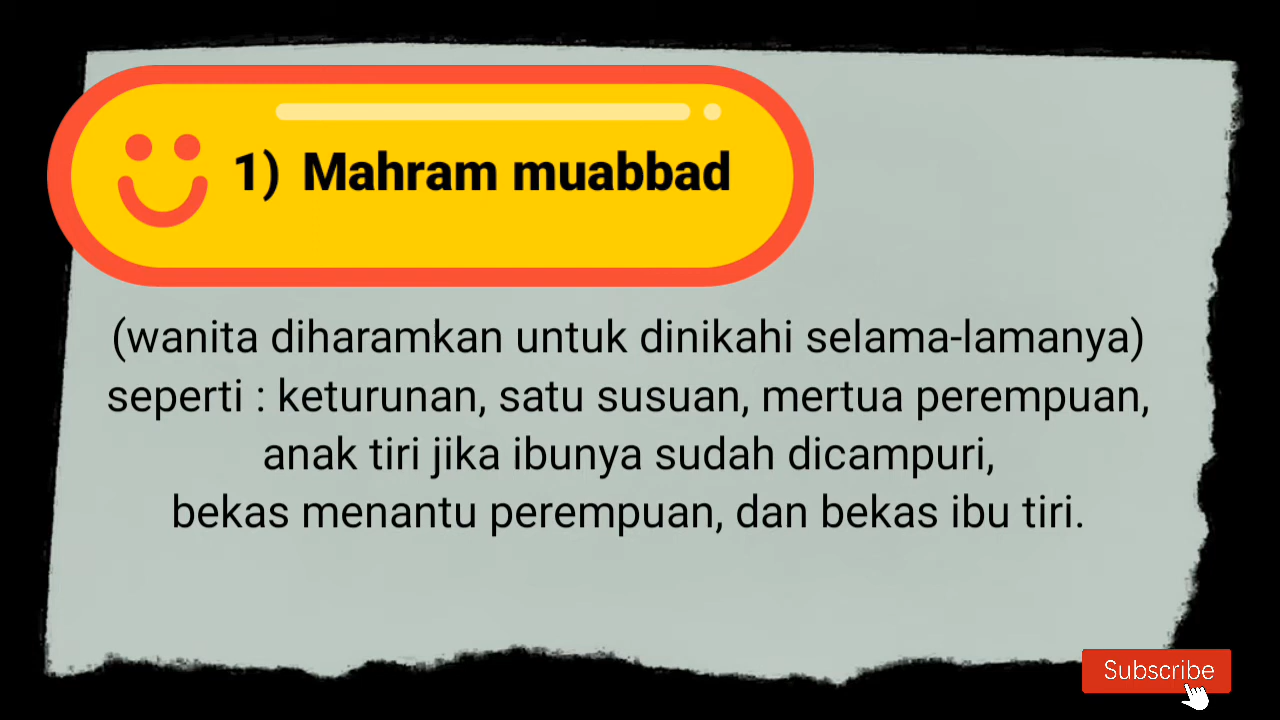 1) Mahram muabbad
(wanita diharamkan untuk dinikahi selama-lamanya)
seperti : keturunan, satu susuan, mertua perempuan,
anak tiri jika ibunya sudah dicampuri,
bekas menantu perempuan, dan bekas ibu tiri.
Subscribe